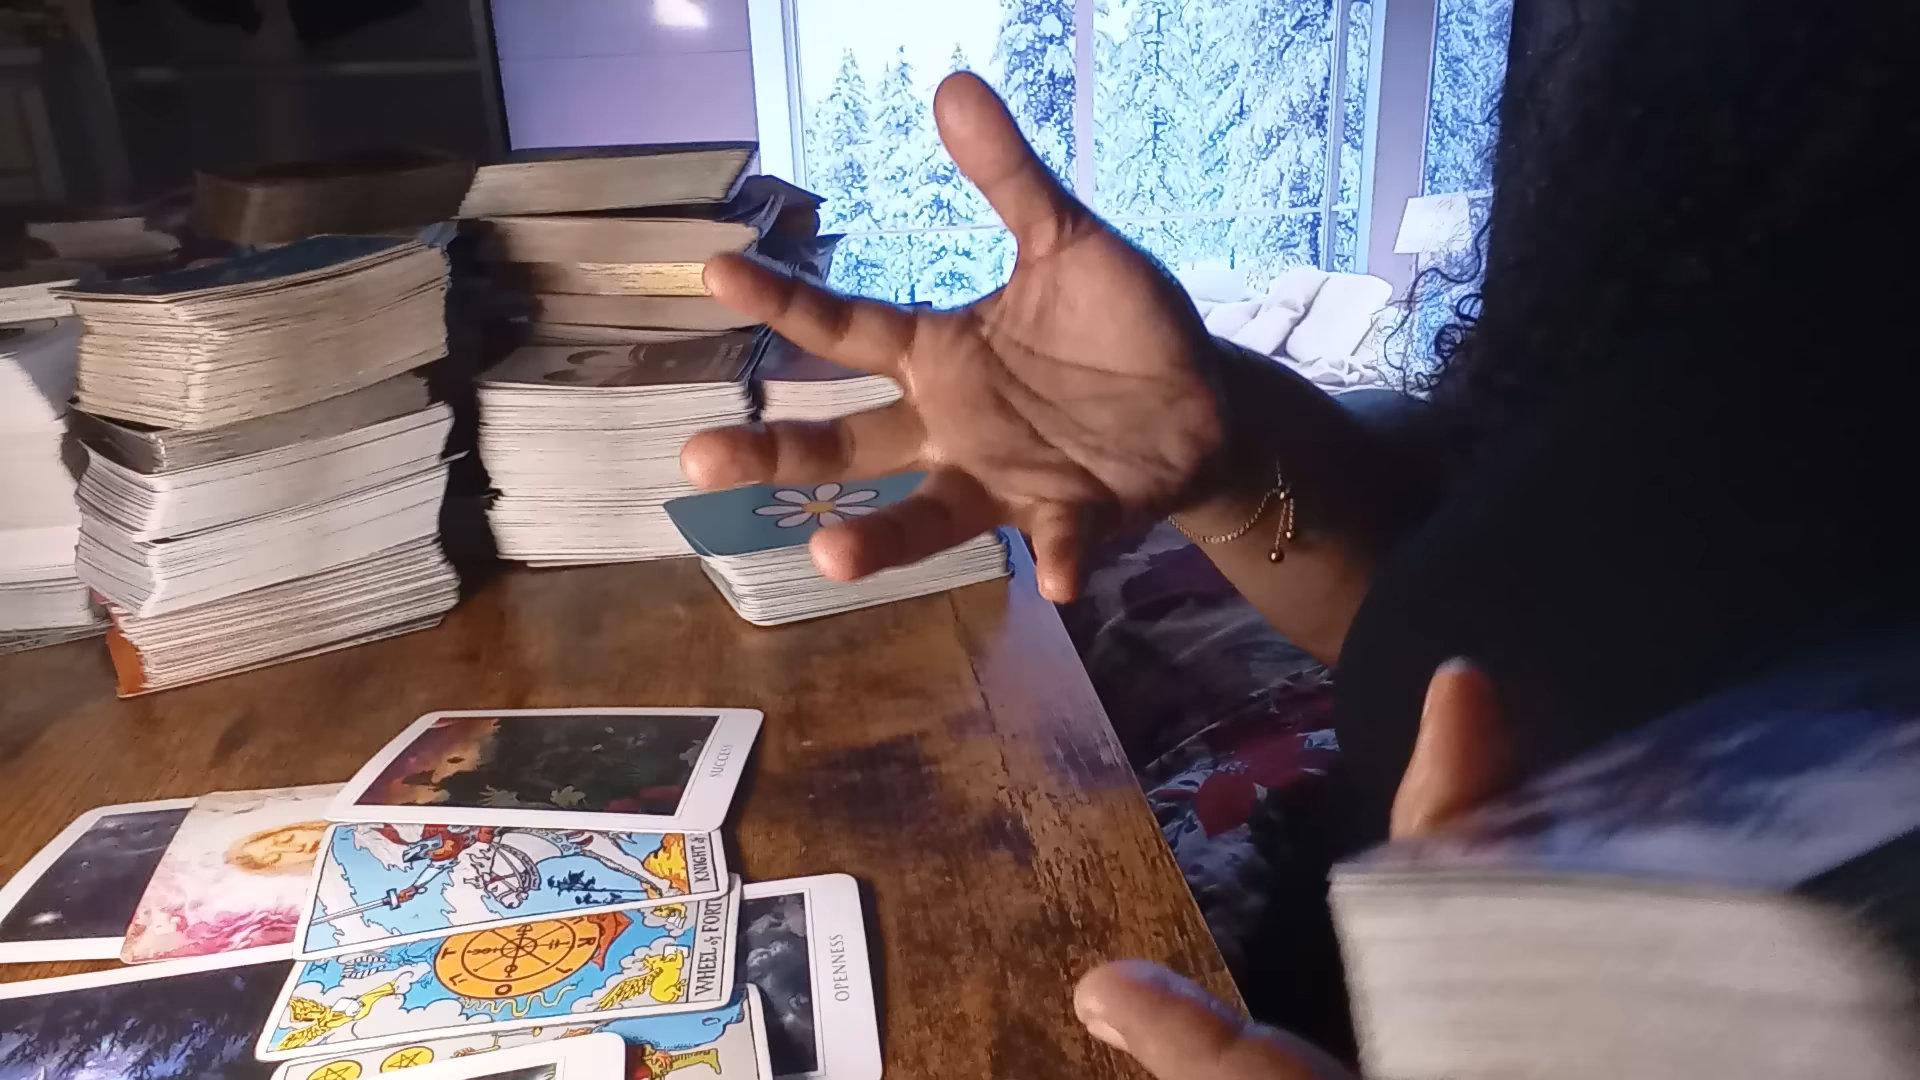 SUCCESS
KNIGHT of
X
WHEEL of FORT
R
OPENNESS